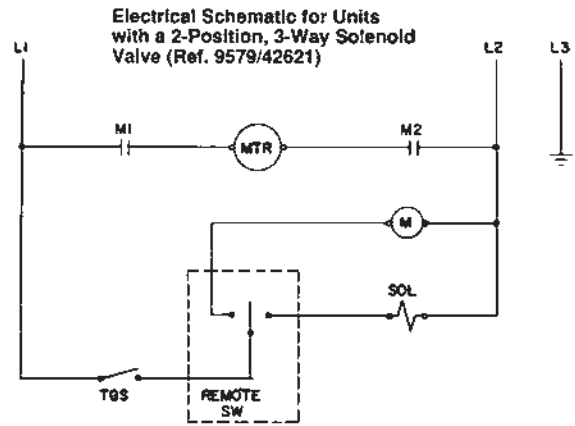 Electrical Schematic for Units
with a 2-Position, 3-Way Solenoid
Valve (Ref. 9579/42621)
L1
L2
L3
M1
MTR
M2
M
SOL
TGS
REMOTE
SW